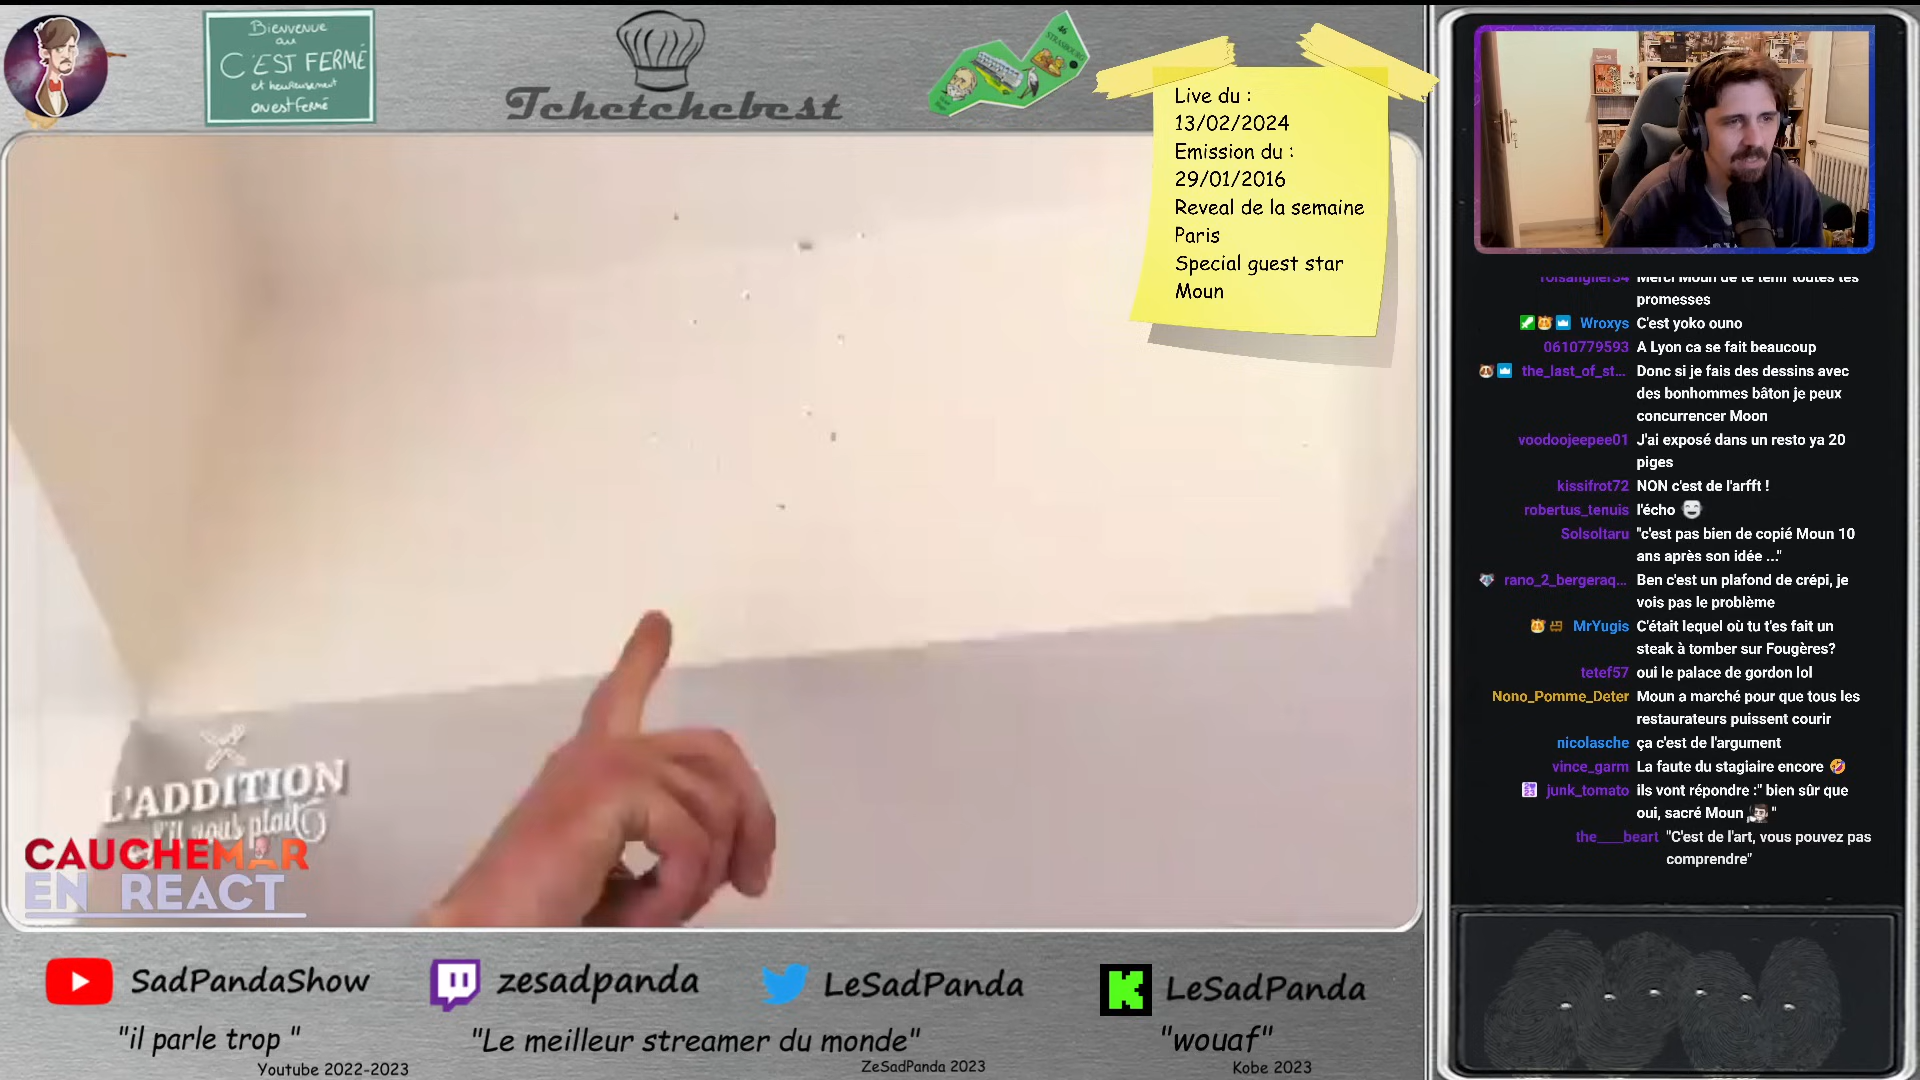 Bienvenue
au
C'EST FERMÉ
et heureusement
on est fermé
Tchetchebest
46
STRASBOURG
Live du :
13/02/2024
Emission du :
29/01/2016
Reveal de la semaine
Paris
Special guest star
Moun
L'ADDITION
s'il vous plaît
CAUCHEMAR
EN REACT
SadPandaShow
zesadpanda
LeSadPanda
LeSadPanda
"il parle trop "
Youtube 2022-2023
"Le meilleur streamer du monde"
ZeSadPanda 2023
"wouaf"
Kobe 2023
Merci Moun de te tenir toutes tes
promesses
Wroxys C'est yoko ouno
0610779593 A Lyon ca se fait beaucoup
the_last_of_st... Donc si je fais des dessins avec
des bonhommes bâton je peux
concurrencer Moon
voodoojeepee01 J'ai exposé dans un resto ya 20
piges
kissifrot72 NON c'est de l'arfft !
robertus_tenuis l'écho
Solsoltaru "c'est pas bien de copié Moun 10
ans après son idée ..."
rano_2_bergeraq... Ben c'est un plafond de crépi, je
vois pas le problème
MrYugis C'était lequel où tu t'es fait un
steak à tomber sur Fougères?
tetef57 oui le palace de gordon lol
Nono_Pomme_Deter Moun a marché pour que tous les
restaurateurs puissent courir
nicolasche ça c'est de l'argument
vince_garm La faute du stagiaire encore
junk_tomato ils vont répondre :" bien sûr que
oui, sacré Moun "
the___beart "C'est de l'art, vous pouvez pas
comprendre"